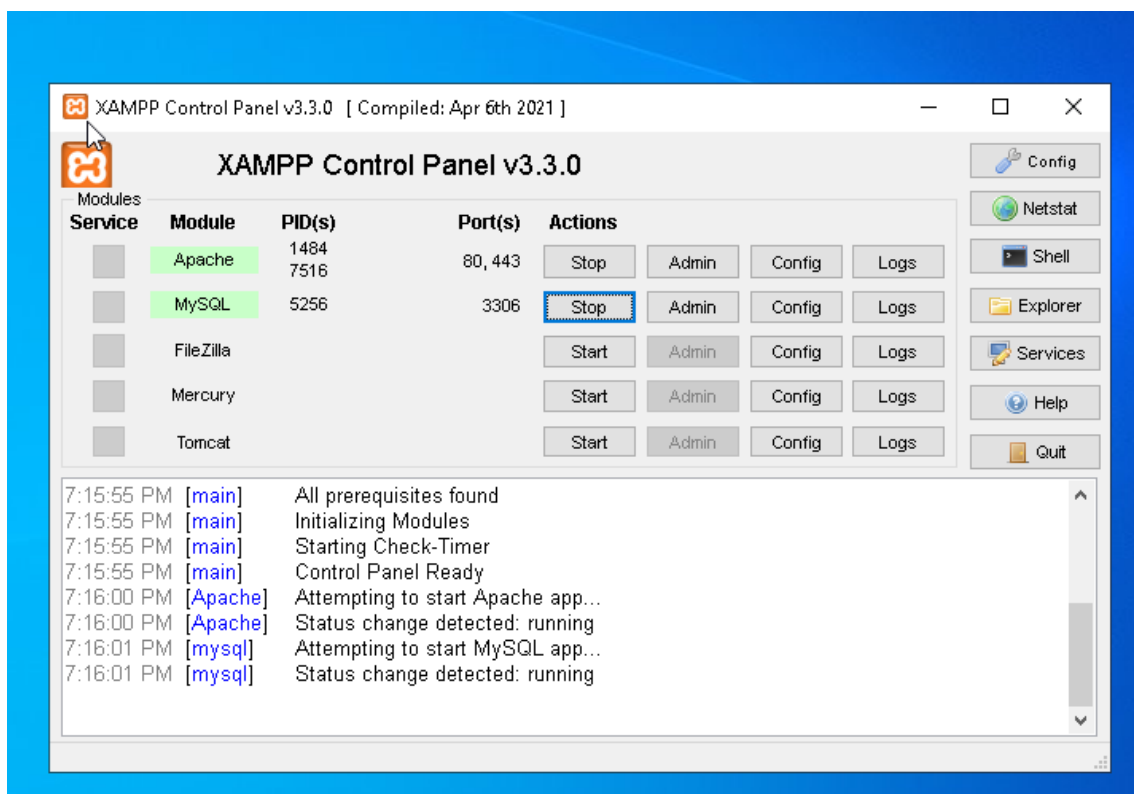 XAMPP Control Panel v3.3.0 [ Compiled: Apr 6th 2021 ]
XAMPP Control Panel v3.3.0
Config
Modules
Netstat
Service Module PID(s) Port(s) Actions
Apache 1484 7516 80, 443 Stop Admin Config Logs
Shell
MySQL 5256 3306 Stop Admin Config Logs
Explorer
FileZilla Start Admin Config Logs
Services
Mercury Start Admin Config Logs
Help
Tomcat Start Admin Config Logs
Quit
7:15:55 PM [main] All prerequisites found
7:15:55 PM [main] Initializing Modules
7:15:55 PM [main] Starting Check-Timer
7:15:55 PM [main] Control Panel Ready
7:16:00 PM [Apache] Attempting to start Apache app...
7:16:00 PM [Apache] Status change detected: running
7:16:01 PM [mysql] Attempting to start MySQL app...
7:16:01 PM [mysql] Status change detected: running